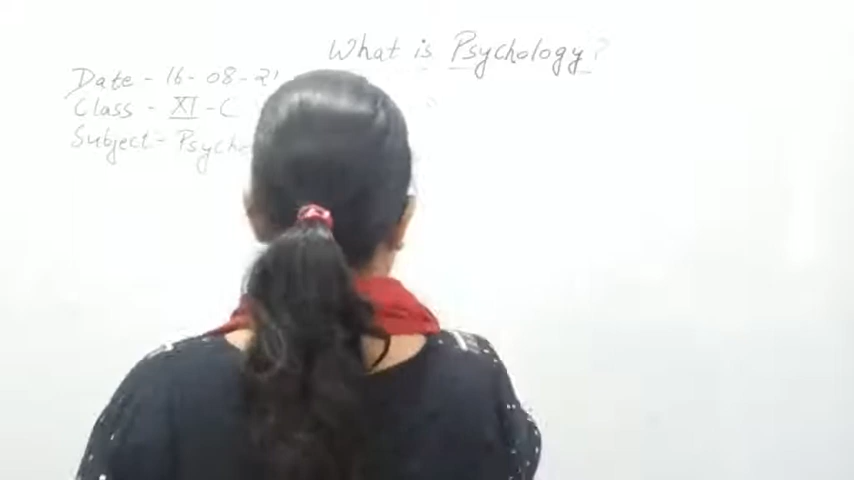 What is Psychology?
Date - 16-08-21
Class - XI - C
Subject:-